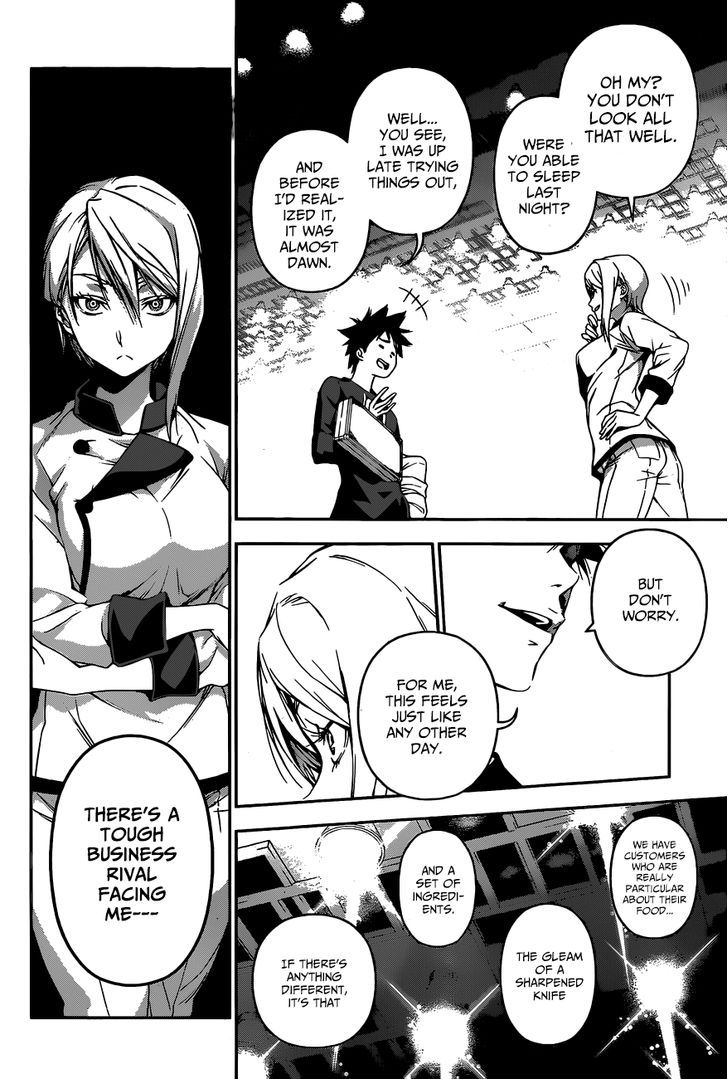 OH MY?
YOU DON'T
LOOK ALL
THAT WELL.
WERE
YOU ABLE
TO SLEEP
LAST
NIGHT?
WELL...
YOU SEE,
I WAS UP
LATE TRYING
THINGS OUT,
AND
BEFORE
I'D REAL-
IZED IT,
IT WAS
ALMOST
DAWN.
BUT
DON'T
WORRY.
FOR ME,
THIS FEELS
JUST LIKE
ANY OTHER
DAY.
WE HAVE
CUSTOMERS
WHO ARE
REALLY
PARTICULAR
ABOUT THEIR
FOOD...
THE GLEAM
OF A
SHARPENED
KNIFE
AND A
SET OF
INGREDI-
ENTS.
IF THERE'S
ANYTHING
DIFFERENT,
IT'S THAT
THERE'S A
TOUGH
BUSINESS
RIVAL
FACING
ME---